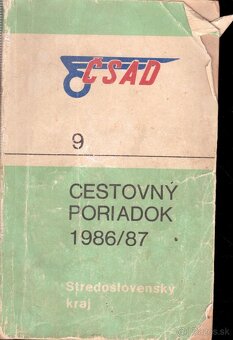 ČSAD
9
CESTOVNÝ
PORIADOK
1986/87
Stredoslovenský
kraj